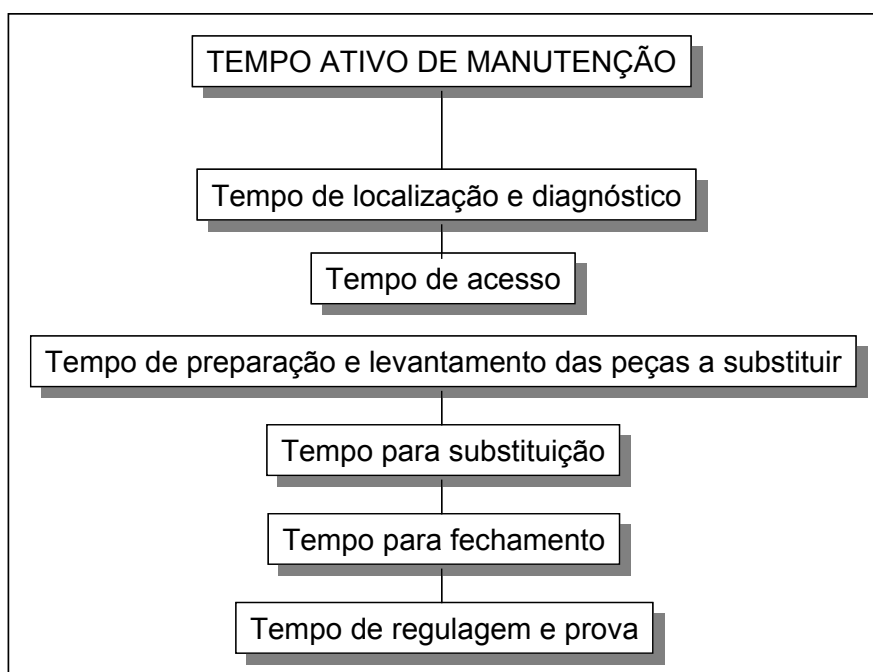 TEMPO ATIVO DE MANUTENÇÃO
Tempo de localização e diagnóstico
Tempo de acesso
Tempo de preparação e levantamento das peças a substituir
Tempo para substituição
Tempo para fechamento
Tempo de regulagem e prova